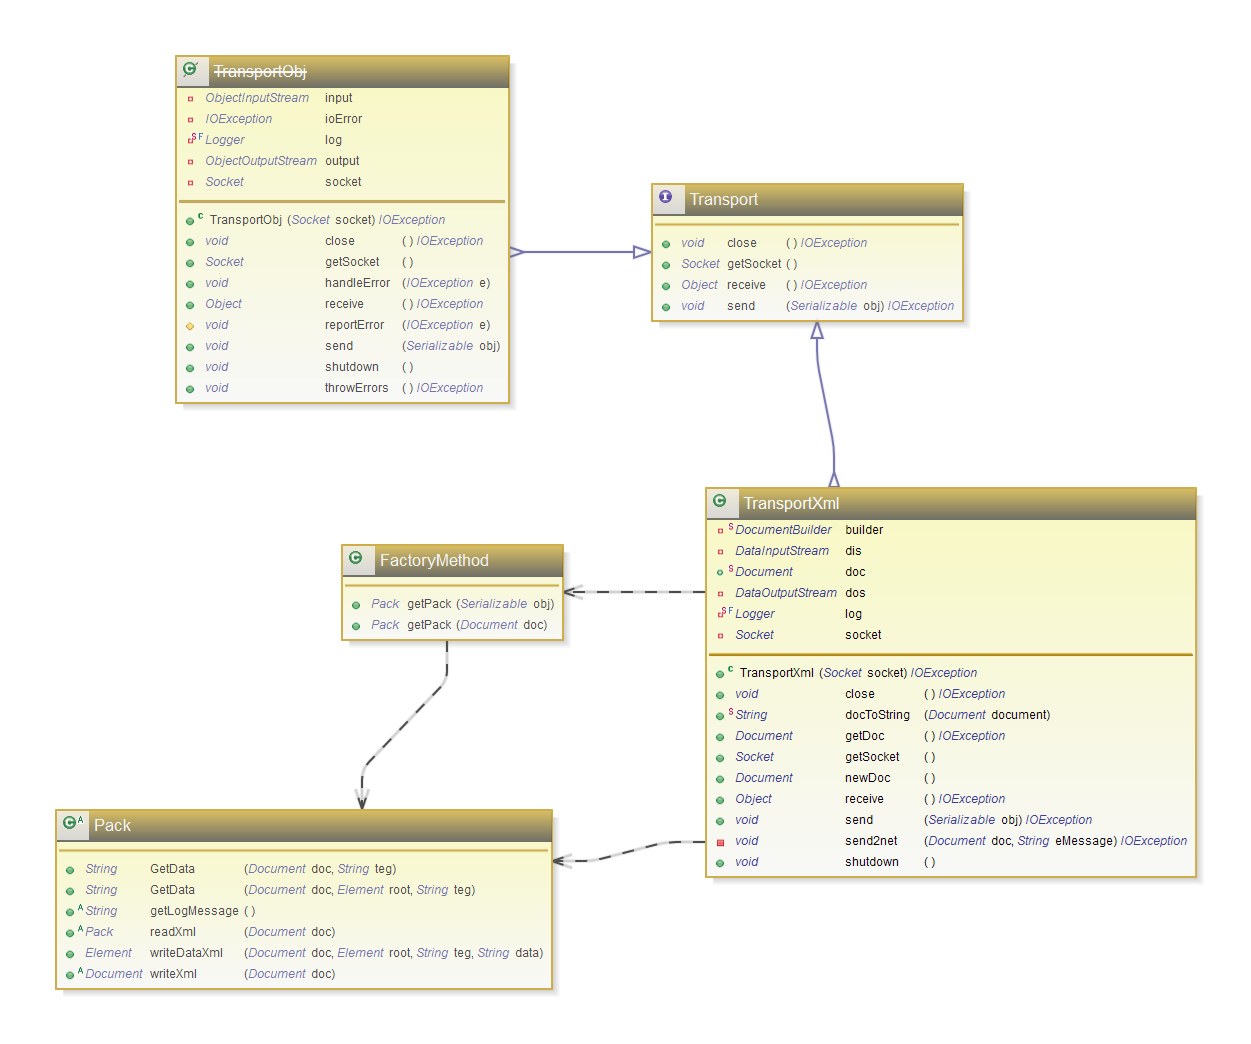 TransportObj
ObjectInputStream input
IOException ioError
S F Logger log
ObjectOutputStream output
Socket socket
C TransportObj (Socket socket) IOException
void close ( ) IOException
Socket getSocket ( )
void handleError (IOException e)
Object receive ( ) IOException
void reportError (IOException e)
void send (Serializable obj)
void shutdown ( )
void throwErrors ( ) IOException
I Transport
void close ( ) IOException
Socket getSocket ( )
Object receive ( ) IOException
void send (Serializable obj) IOException
C TransportXml
S DocumentBuilder builder
DataInputStream dis
S Document doc
DataOutputStream dos
S F Logger log
Socket socket
C TransportXml (Socket socket) IOException
void close ( ) IOException
S String docToString (Document document)
Document getDoc ( ) IOException
Socket getSocket ( )
Document newDoc ( )
Object receive ( ) IOException
void send (Serializable obj) IOException
void send2net (Document doc, String eMessage) IOException
void shutdown ( )
C FactoryMethod
Pack getPack (Serializable obj)
Pack getPack (Document doc)
C A Pack
String GetData (Document doc, String teg)
String GetData (Document doc, Element root, String teg)
A String getLogMessage ( )
A Pack readXml (Document doc)
Element writeDataXml (Document doc, Element root, String teg, String data)
A Document writeXml (Document doc)